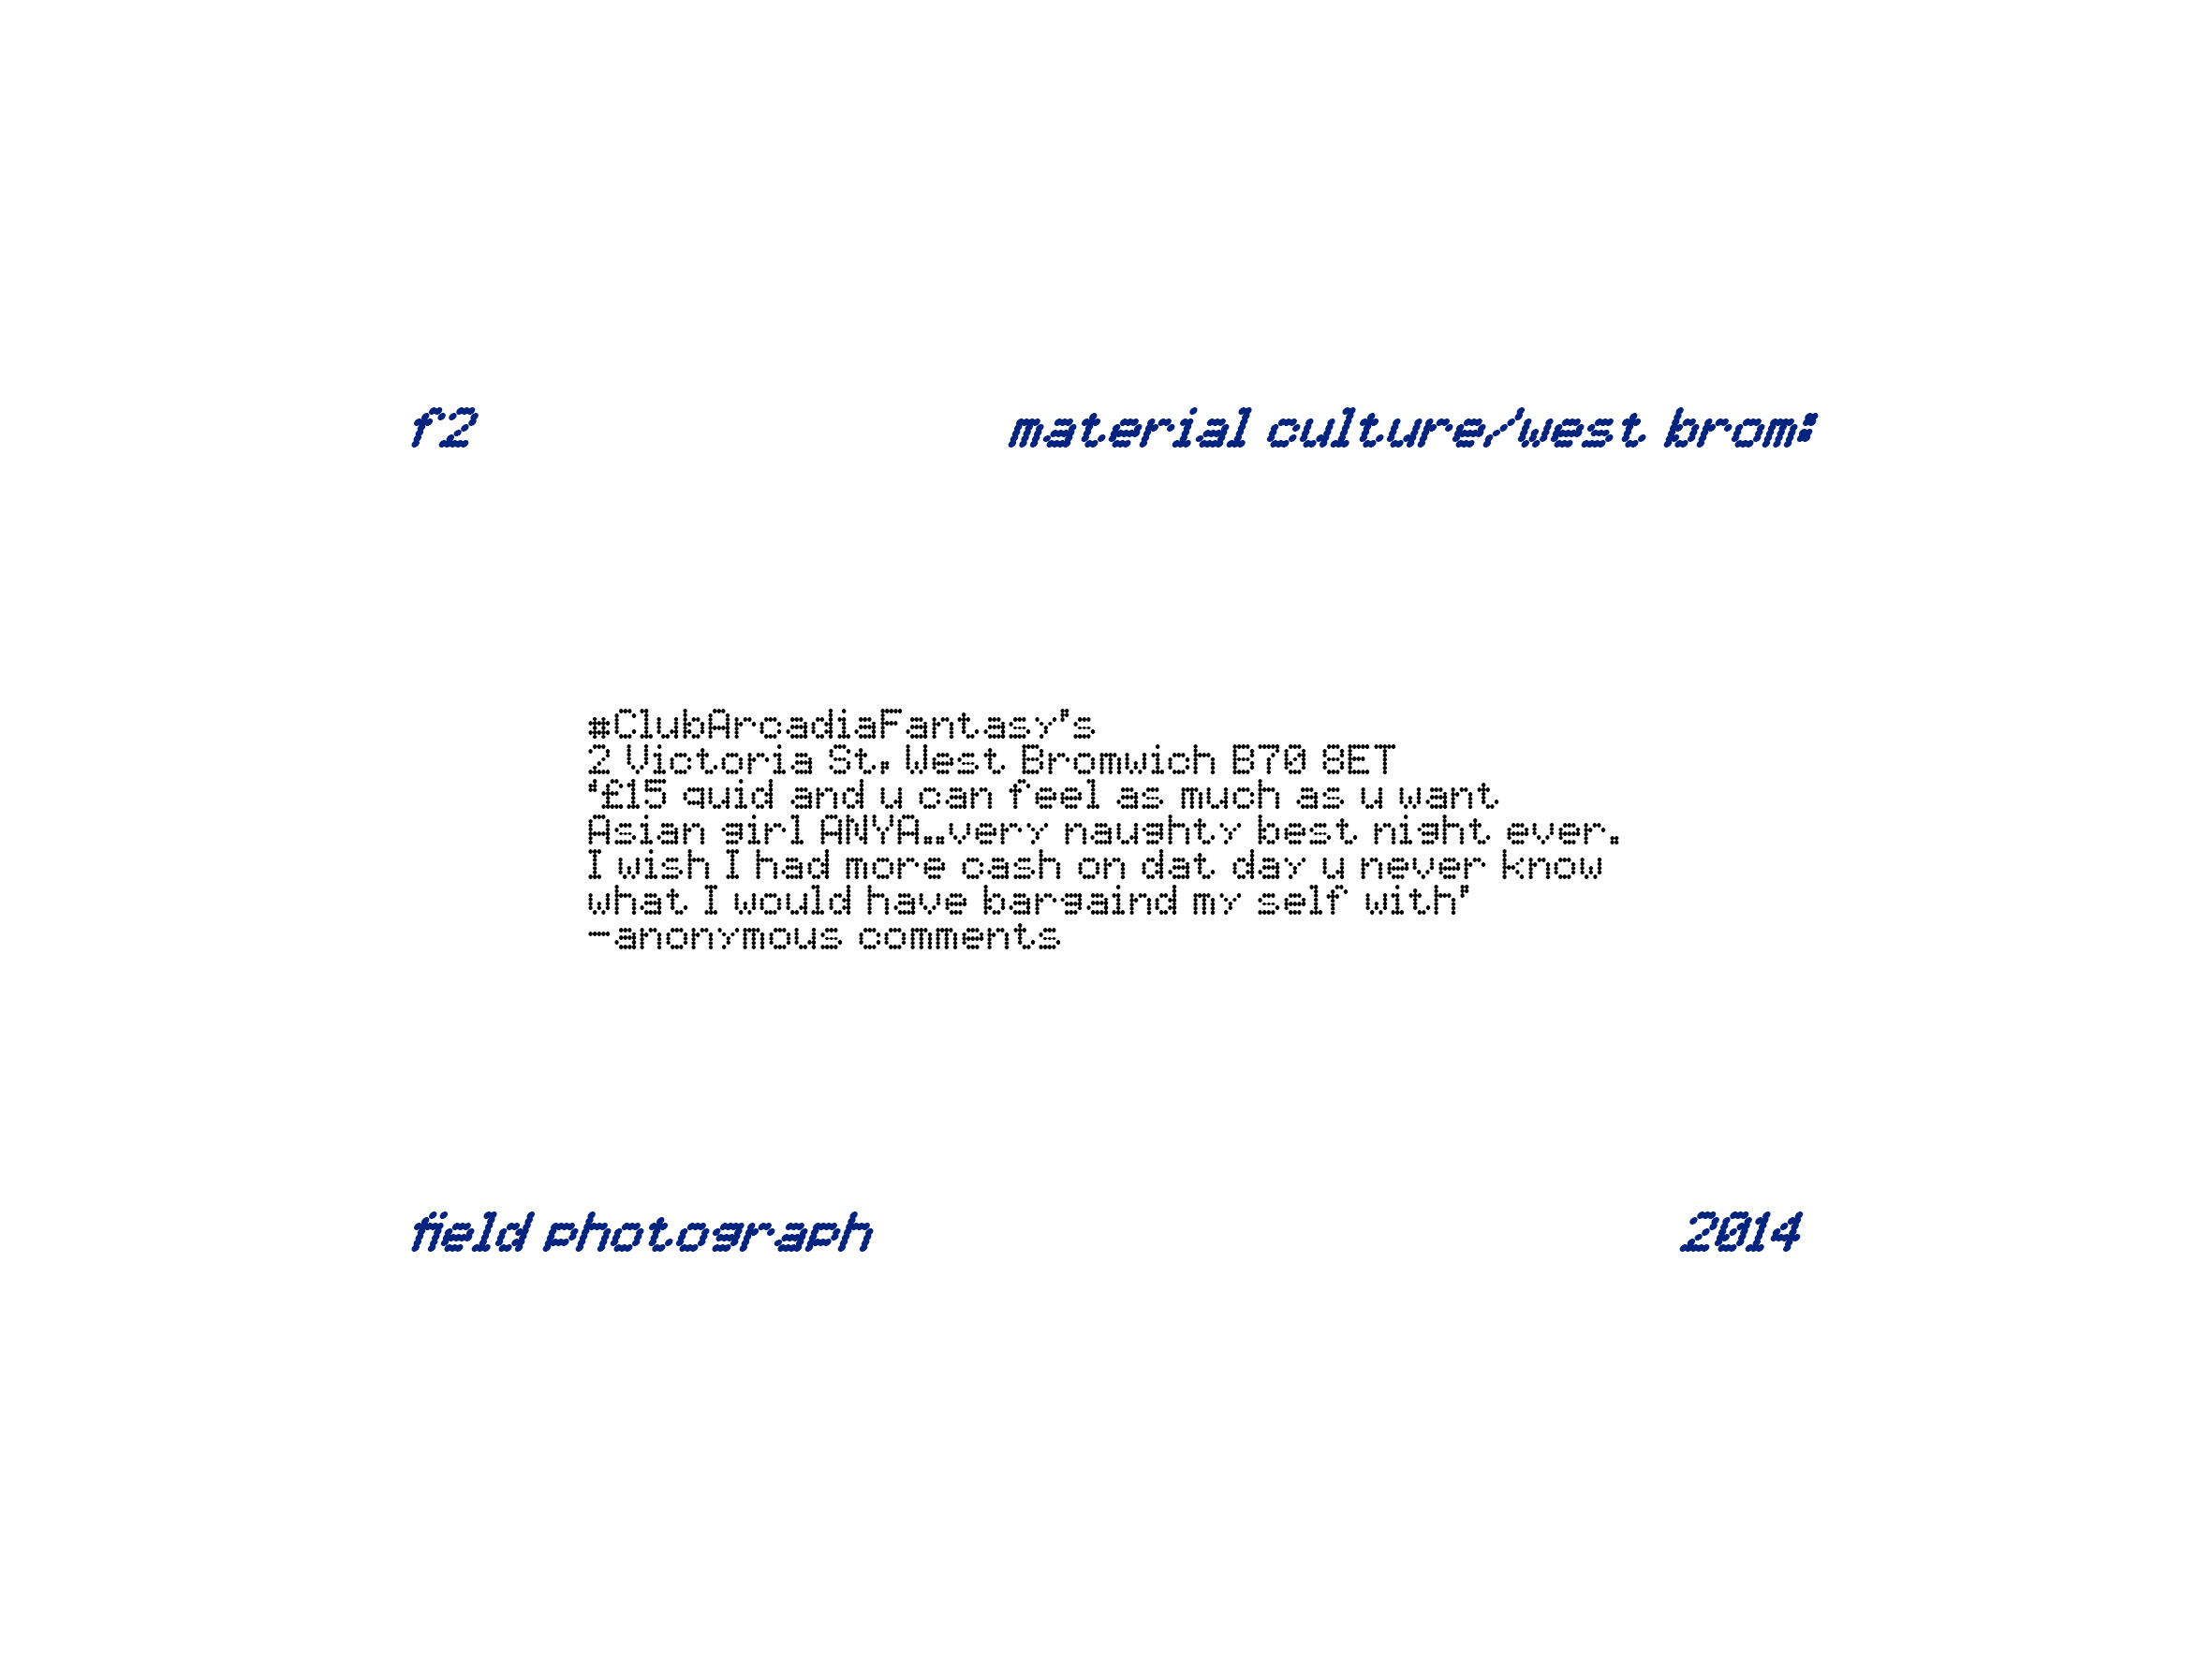 f2
material culture/west brom:
#ClubArcadiaFantasy's
2 Victoria St, West Bromwich B70 8ET
'£15 quid and u can feel as much as u want
Asian girl ANYA..very naughty best night ever.
I wish I had more cash on dat day u never know
what I would have bargaind my self with'
-anonymous comments
field photograph
2014